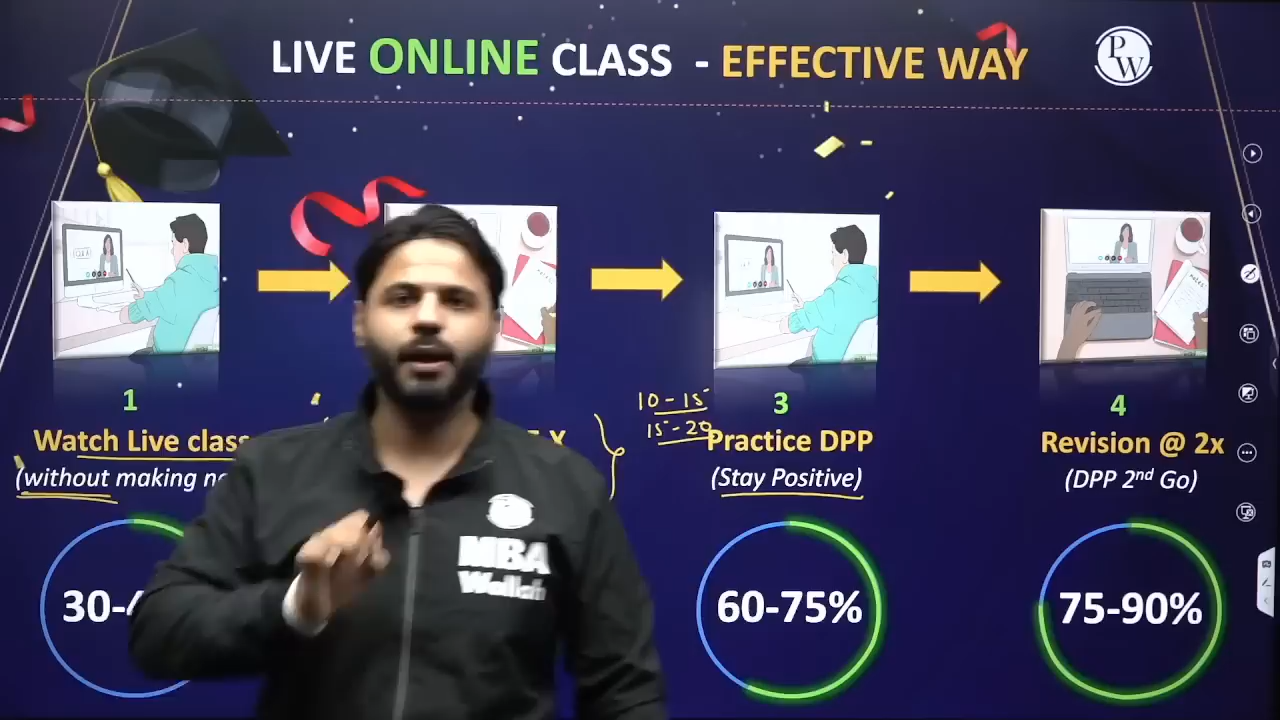 LIVE ONLINE CLASS - EFFECTIVE WAY
PW
1
Watch Live class
(without making
30-
10-15
15-20
3
Practice DPP
(Stay Positive)
60-75%
4
Revision @ 2x
(DPP 2nd Go)
75-90%
MBA
Wallah